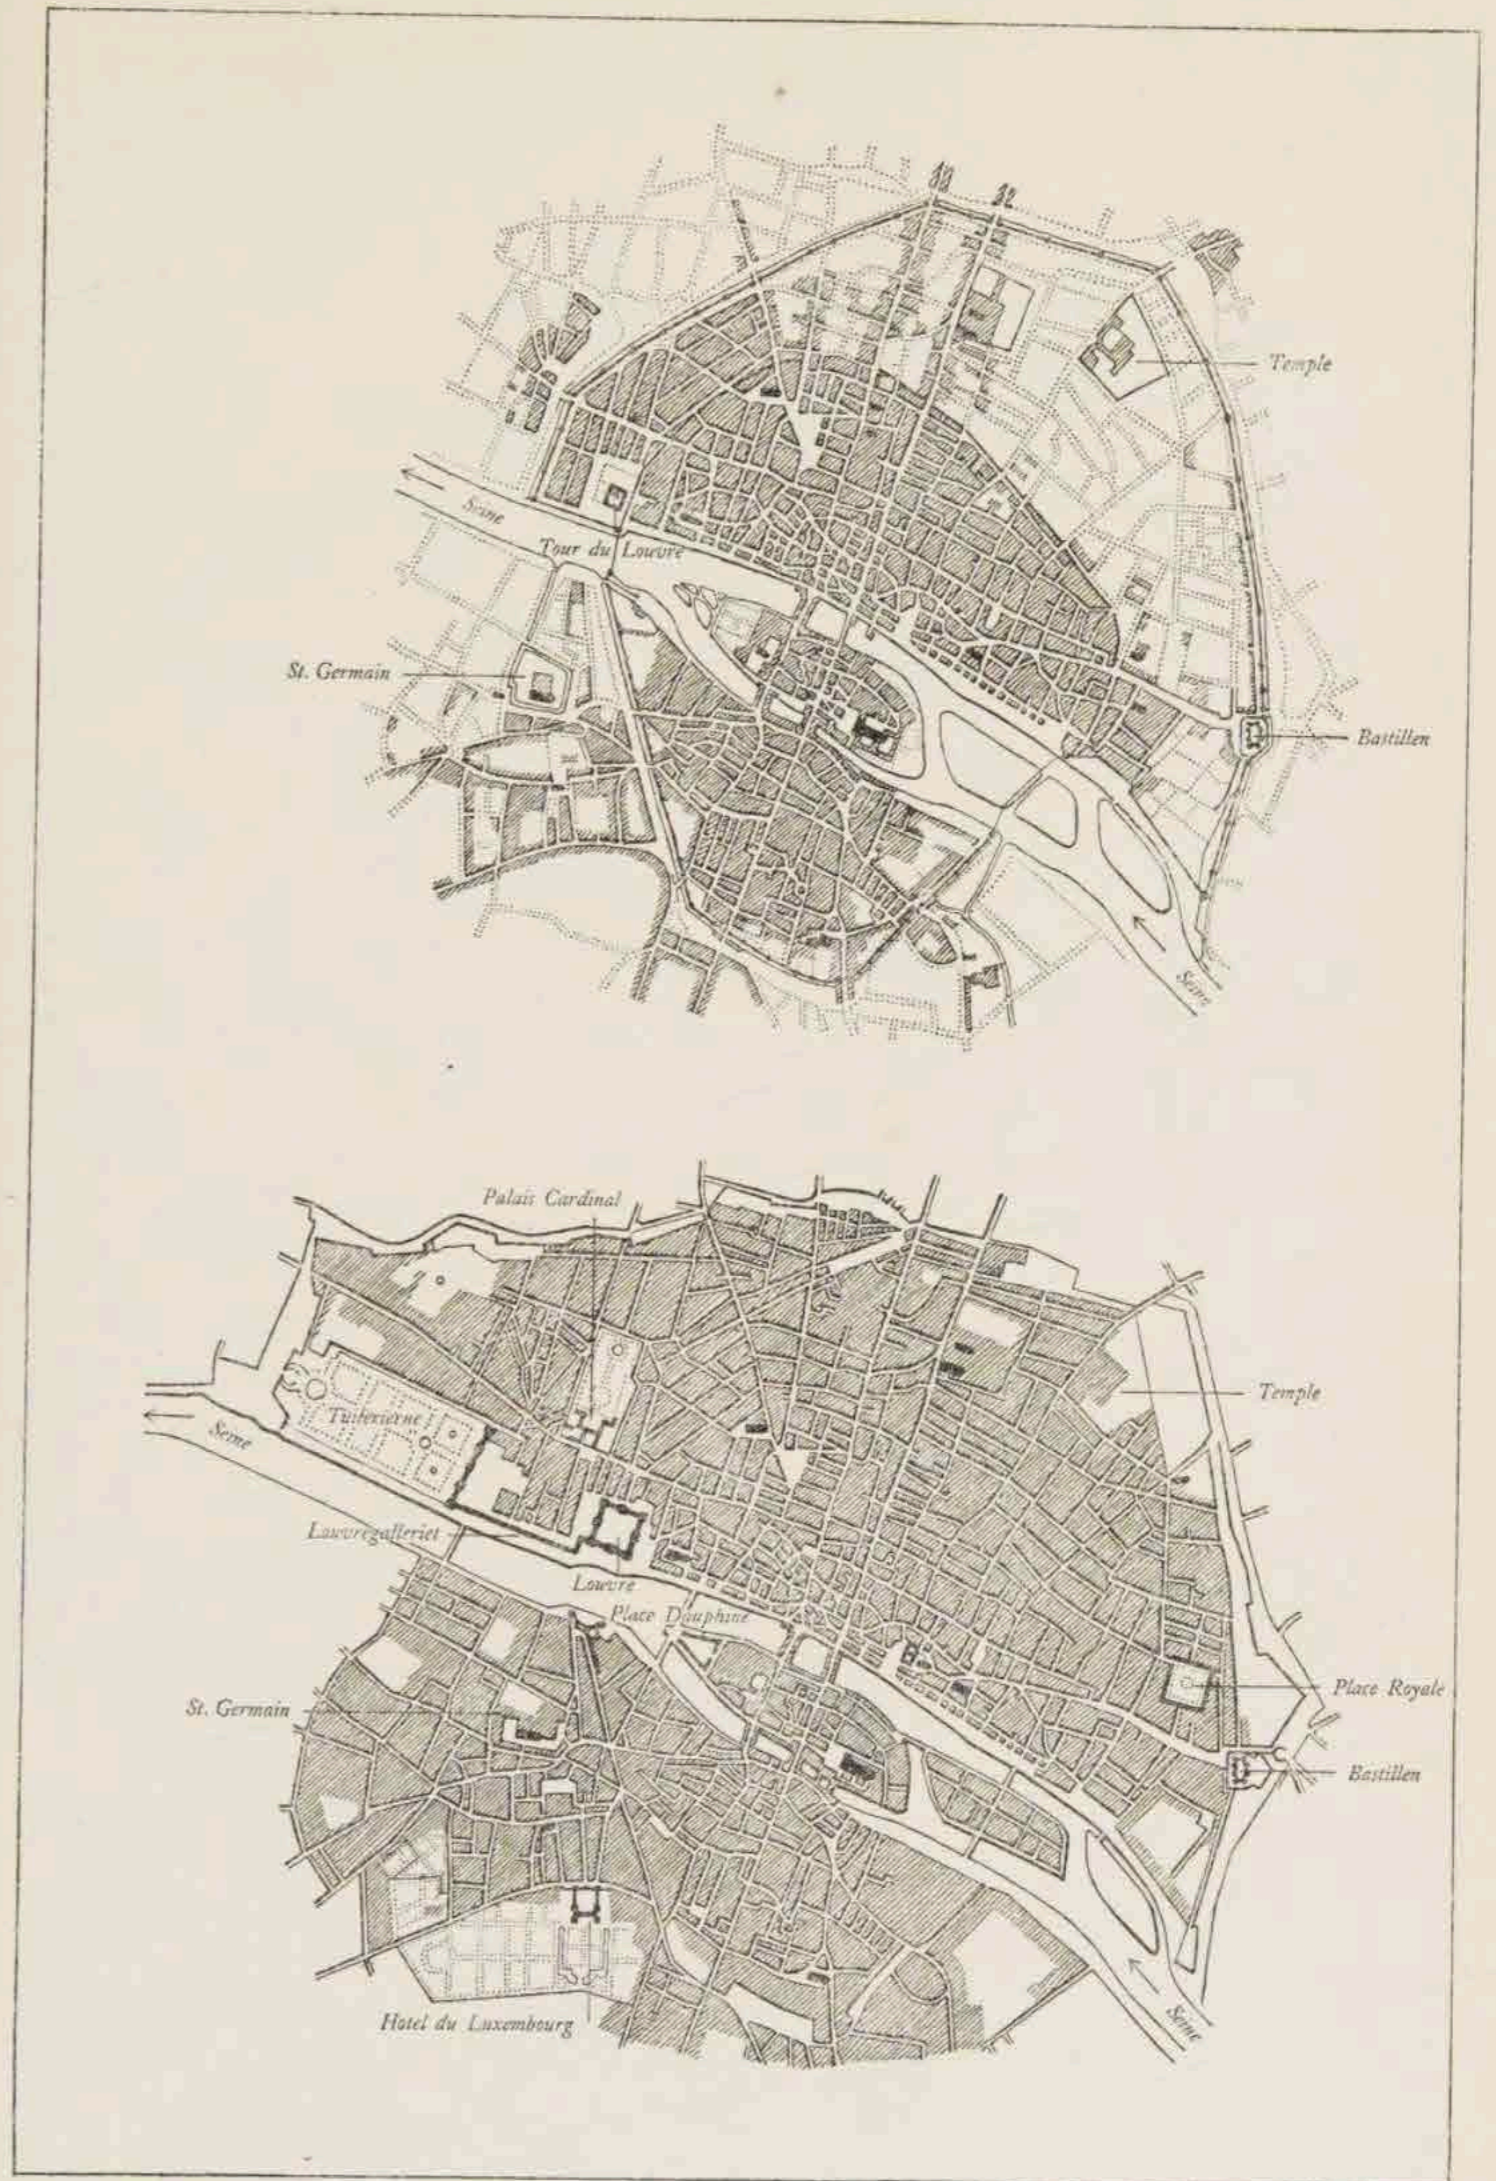 Temple
Seine
Tour du Louvre
St. Germain
Bastillen
Seine
Palais Cardinal
Temple
Tuilerierne
Seine
Louvregalleriet
Louvre
Place Dauphine
Place Royale
St. Germain
Bastillen
Seine
Hotel du Luxembourg